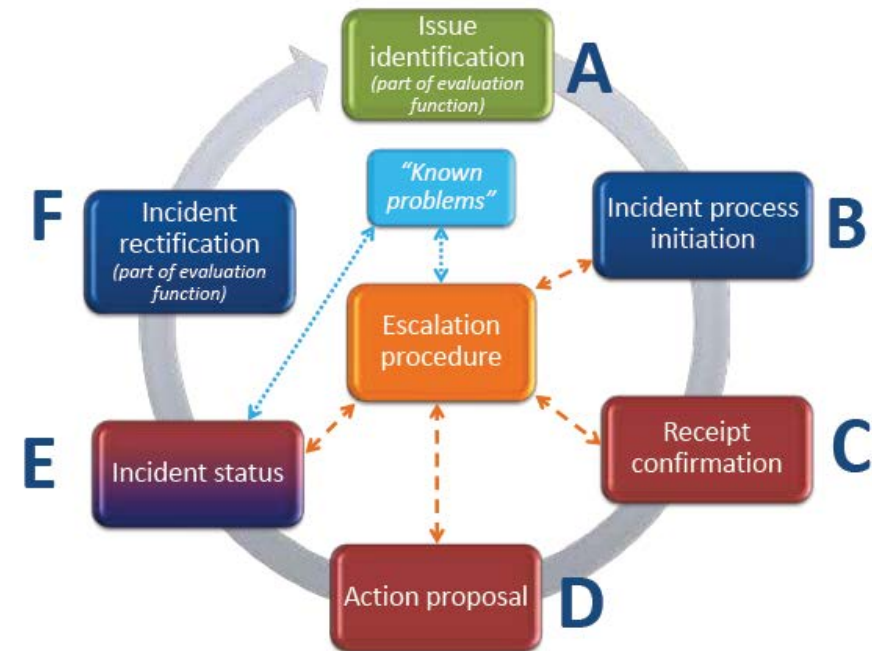 Issue
identification
(part of evaluation
function)
A
"Known
problems"
Incident process
initiation
B
F
Incident
rectification
(part of evaluation
function)
Escalation
procedure
Receipt
confirmation
C
E
Incident status
Action proposal
D